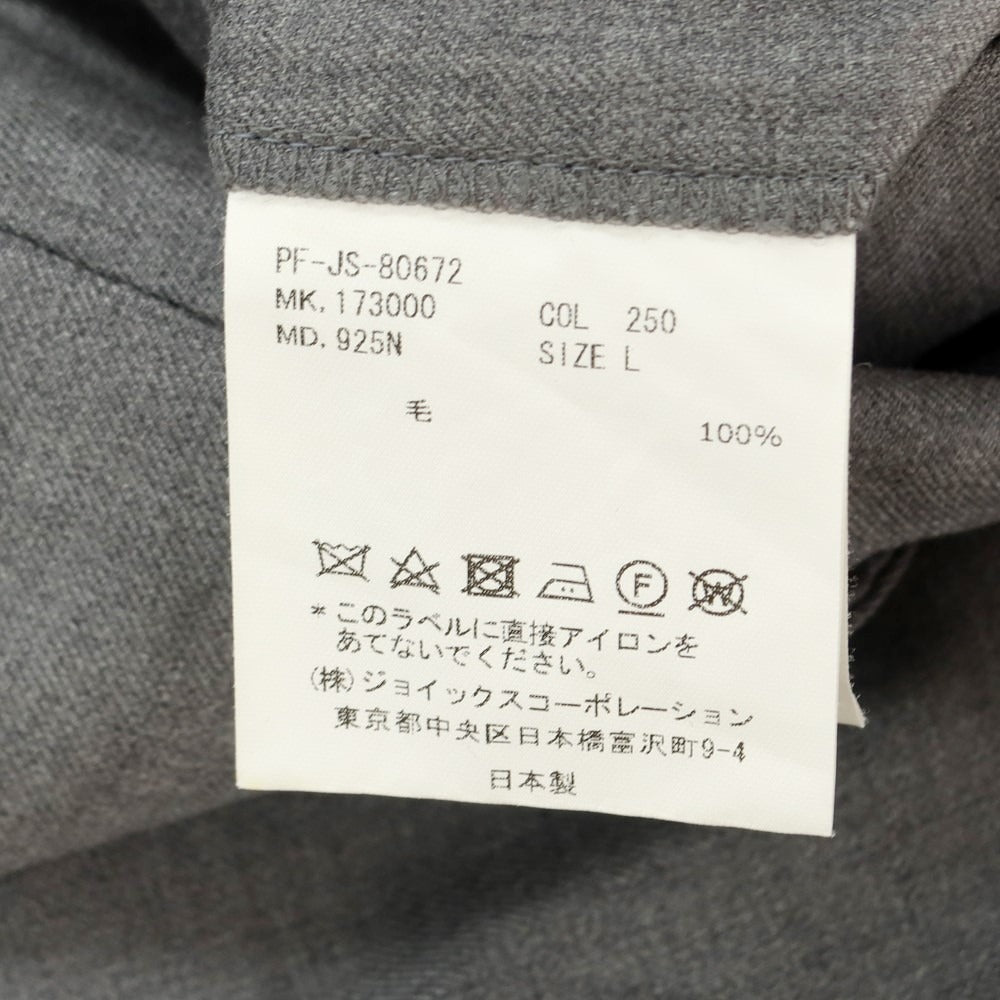 PF-JS-80672
MK. 173000 COL 250
MD. 925N SIZE L
毛 100%
F W
* このラベルに直接アイロンを
あてないでください。
(株)ジョイックスコーポレーション
東京都中央区日本橋富沢町9-4
日本製